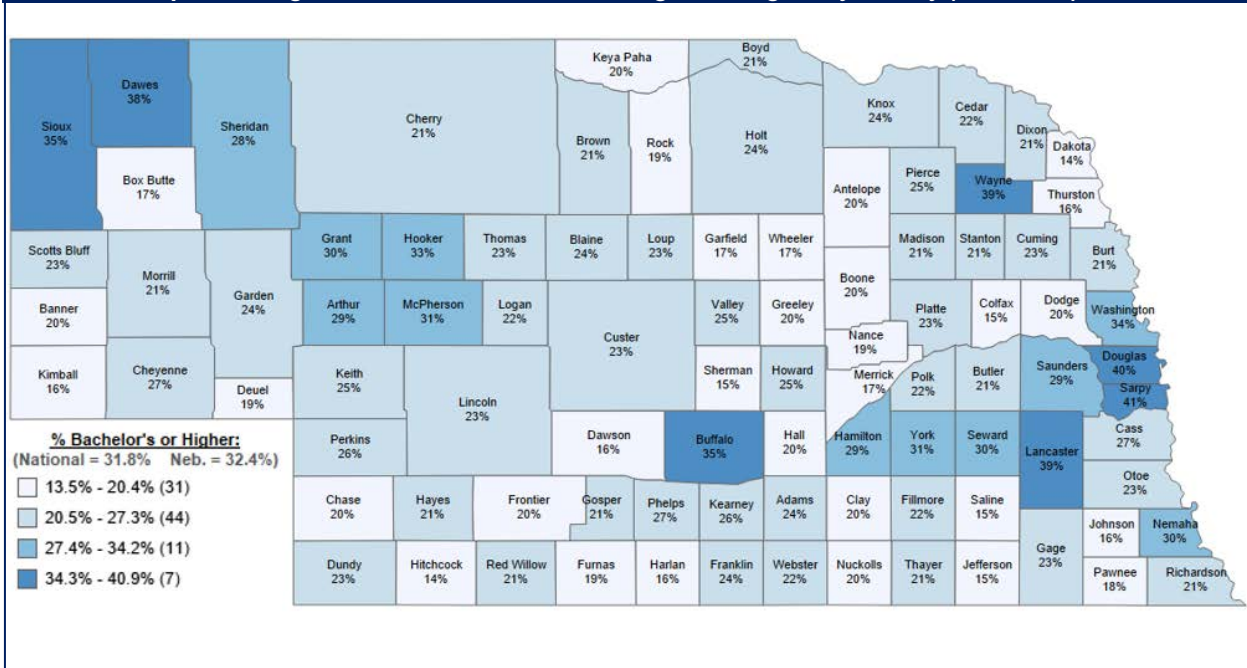 Keya Paha
20%
Boyd
21%
Dawes
38%
Sioux
35%
Sheridan
28%
Cherry
21%
Brown
21%
Rock
19%
Holt
24%
Knox
24%
Cedar
22%
Dixon
21%
Dakota
14%
Box Butte
17%
Antelope
20%
Pierce
25%
Wayne
39%
Thurston
16%
Scotts Bluff
23%
Morrill
21%
Garden
24%
Grant
30%
Hooker
33%
Thomas
23%
Blaine
24%
Loup
23%
Garfield
17%
Wheeler
17%
Boone
20%
Madison
21%
Stanton
21%
Cuming
23%
Burt
21%
Banner
20%
Arthur
29%
McPherson
31%
Logan
22%
Custer
23%
Valley
25%
Greeley
20%
Nance
19%
Platte
23%
Colfax
15%
Dodge
20%
Washington
34%
Kimball
16%
Cheyenne
27%
Deuel
19%
Keith
25%
Lincoln
23%
Sherman
15%
Howard
25%
Merrick
17%
Polk
22%
Butler
21%
Saunders
29%
Douglas
40%
Sarpy
41%
Perkins
26%
Dawson
16%
Buffalo
35%
Hall
20%
Hamilton
29%
York
31%
Seward
30%
Lancaster
39%
Cass
27%
Otoe
23%
Chase
20%
Hayes
21%
Frontier
20%
Gosper
21%
Phelps
27%
Kearney
26%
Adams
24%
Clay
20%
Fillmore
22%
Saline
15%
Gage
23%
Johnson
16%
Nemaha
30%
Dundy
23%
Hitchcock
14%
Red Willow
21%
Furnas
19%
Harlan
16%
Franklin
24%
Webster
22%
Nuckolls
20%
Thayer
21%
Jefferson
15%
Pawnee
18%
Richardson
21%
% Bachelor's or Higher:
(National = 31.8% Neb. = 32.4%)
13.5% - 20.4% (31)
20.5% - 27.3% (44)
27.4% - 34.2% (11)
34.3% - 40.9% (7)